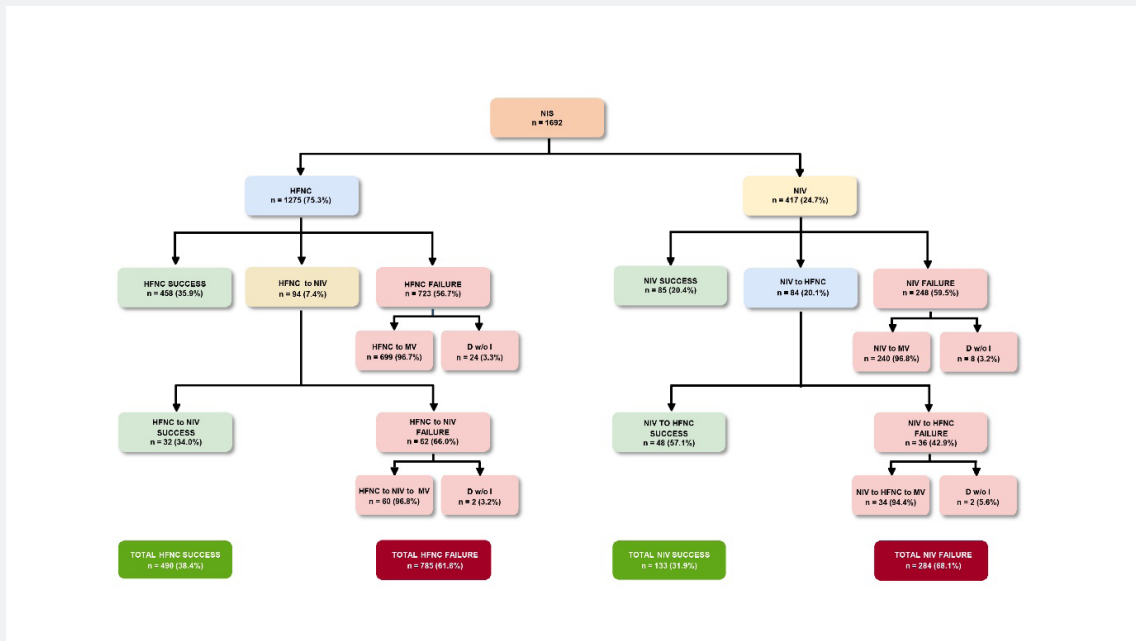 NIS
n = 1692
HFNC
n = 1275 (75.3%)
NIV
n = 417 (24.7%)
HFNC SUCCESS
n = 458 (35.9%)
HFNC to NIV
n = 94 (7.4%)
HFNC FAILURE
n = 723 (56.7%)
NIV SUCCESS
n = 85 (20.4%)
NIV to HFNC
n = 84 (20.1%)
NIV FAILURE
n = 248 (59.5%)
HFNC to MV
n = 699 (96.7%)
D w/o I
n = 24 (3.3%)
NIV to MV
n = 240 (96.8%)
D w/o I
n = 8 (3.2%)
HFNC to NIV
SUCCESS
n = 32 (34.0%)
HFNC to NIV
FAILURE
n = 62 (66.0%)
NIV TO HFNC
SUCCESS
n = 48 (57.1%)
NIV to HFNC
FAILURE
n = 36 (42.9%)
HFNC to NIV to MV
n = 60 (96.8%)
D w/o I
n = 2 (3.2%)
NIV to HFNC to MV
n = 34 (94.4%)
D w/o I
n = 2 (5.6%)
TOTAL HFNC SUCCESS
n = 490 (38.4%)
TOTAL HFNC FAILURE
n = 785 (61.6%)
TOTAL NIV SUCCESS
n = 133 (31.9%)
TOTAL NIV FAILURE
n = 284 (68.1%)